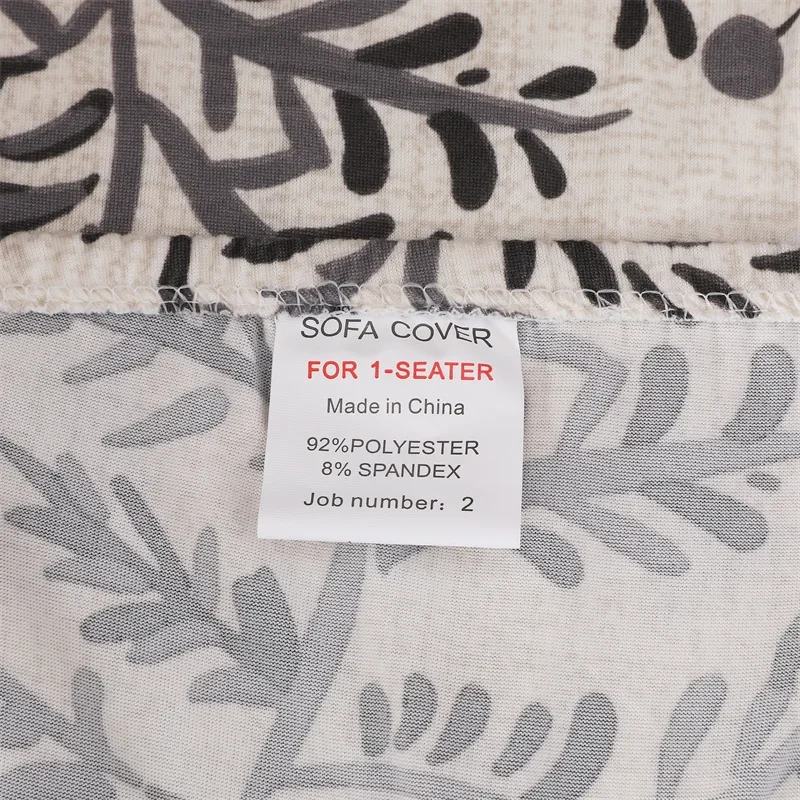 SOFA COVER
FOR 1-SEATER
Made in China
92%POLYESTER
8% SPANDEX
Job number: 2